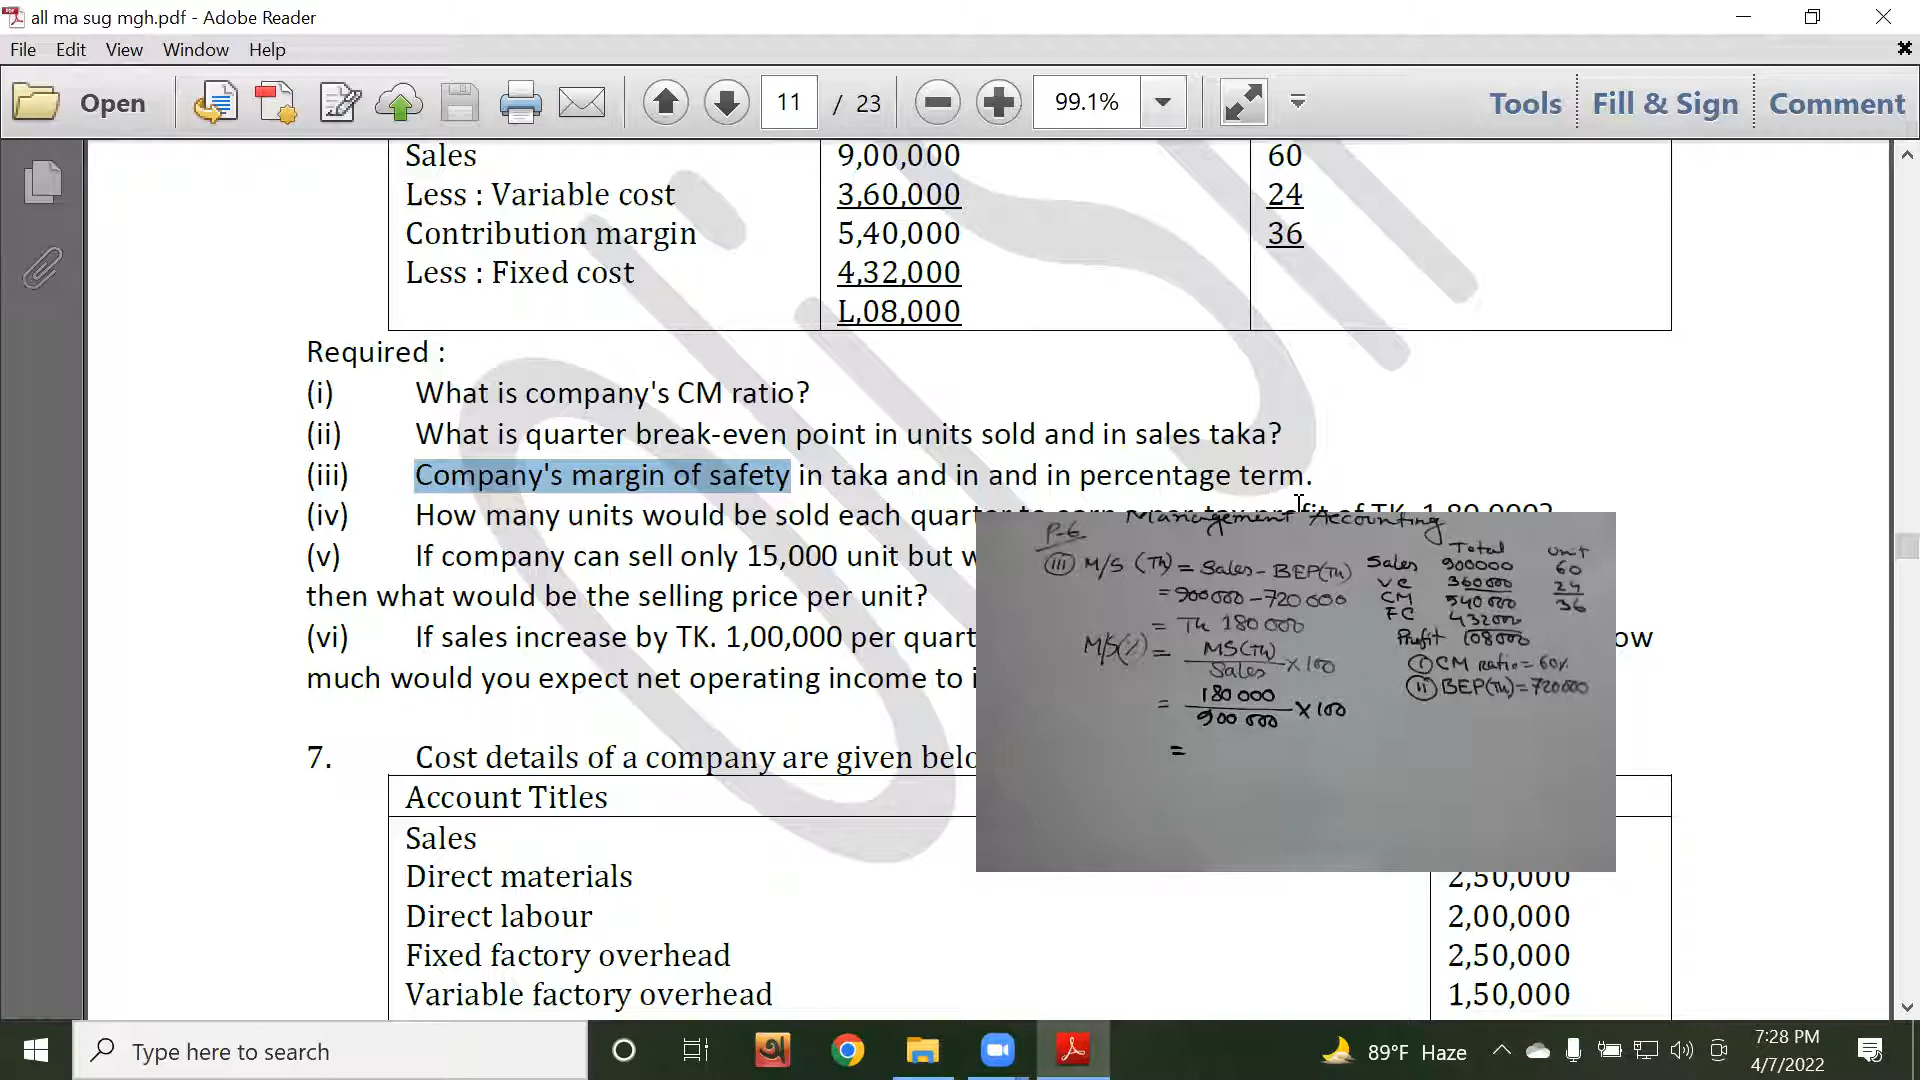 all ma sug mgh.pdf - Adobe Reader
File Edit View Window Help
Open 11 / 23 99.1% Tools Fill & Sign Comment
Sales 9,00,000 60
Less : Variable cost 3,60,000 24
Contribution margin 5,40,000 36
Less : Fixed cost 4,32,000
L,08,000
Required :
(i) What is company's CM ratio?
(ii) What is quarter break-even point in units sold and in sales taka?
(iii) Company's margin of safety in taka and in and in percentage term.
(iv) How many units would be sold each quart
(v) If company can sell only 15,000 unit but w
then what would be the selling price per unit?
(vi) If sales increase by TK. 1,00,000 per quart ow
much would you expect net operating income to i
7. Cost details of a company are given belo
Account Titles
Sales
Direct materials 2,50,000
Direct labour 2,00,000
Fixed factory overhead 2,50,000
Variable factory overhead 1,50,000
Management Accounting
P-6
(iii) M/S (Tk) = Sales - BEP(Tk)
= 900000 - 720000
= Tk 180000
M/S(%) = MS(Tk) / Sales × 100
= 180000 / 900000 × 100
=
Total unit
Sales 900000 60
VC 360000 24
CM 540000 36
FC 432000
Profit 108000
(i) CM ratio = 60%
(ii) BEP(Tk) = 720000
Type here to search
89°F Haze
7:28 PM
4/7/2022